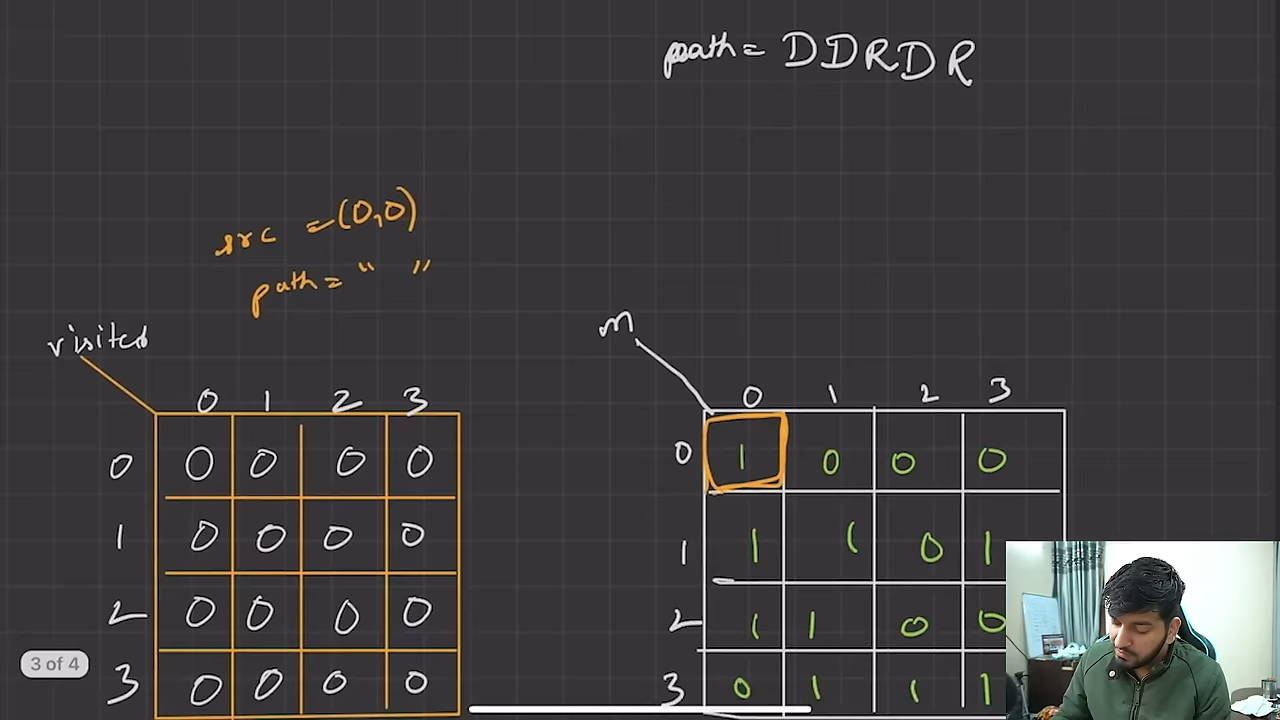 path = DDRDR
src = (0,0)
path = “ ”
visited
m
0 1 2 3
0 0 0 0 0
1 0 0 0 0
2 0 0 0 0
3 0 0 0 0
0 1 2 3
0 1 0 0 0
1 1 1 0 1
2 1 1 0 0
3 0 1 1 1
3 of 4